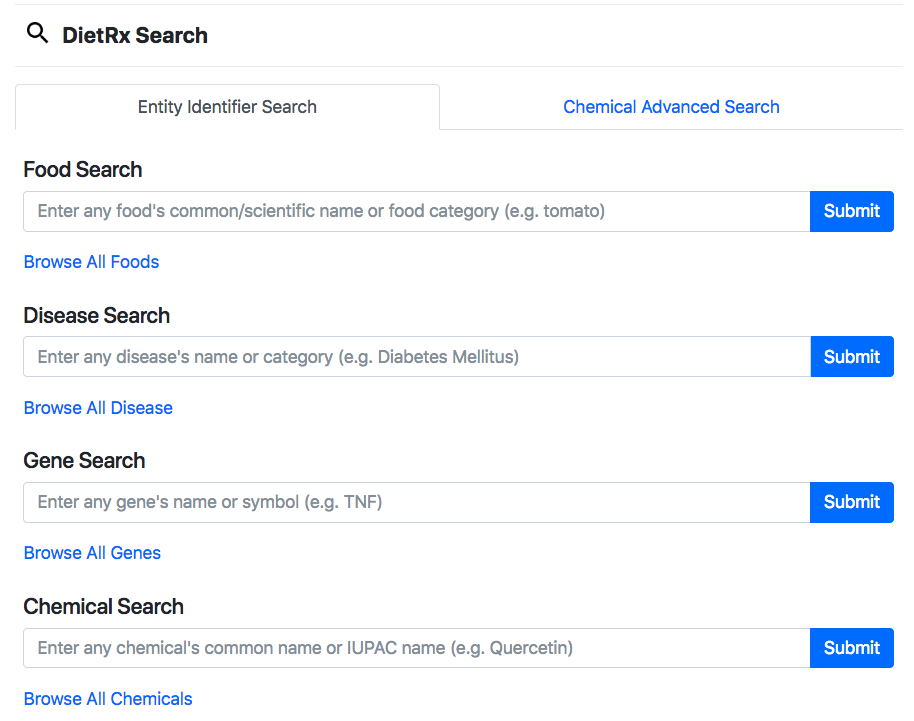 DietRx Search
Entity Identifier Search
Chemical Advanced Search
Food Search
Enter any food's common/scientific name or food category (e.g. tomato)
Submit
Browse All Foods
Disease Search
Enter any disease's name or category (e.g. Diabetes Mellitus)
Submit
Browse All Disease
Gene Search
Enter any gene's name or symbol (e.g. TNF)
Submit
Browse All Genes
Chemical Search
Enter any chemical's common name or IUPAC name (e.g. Quercetin)
Submit
Browse All Chemicals